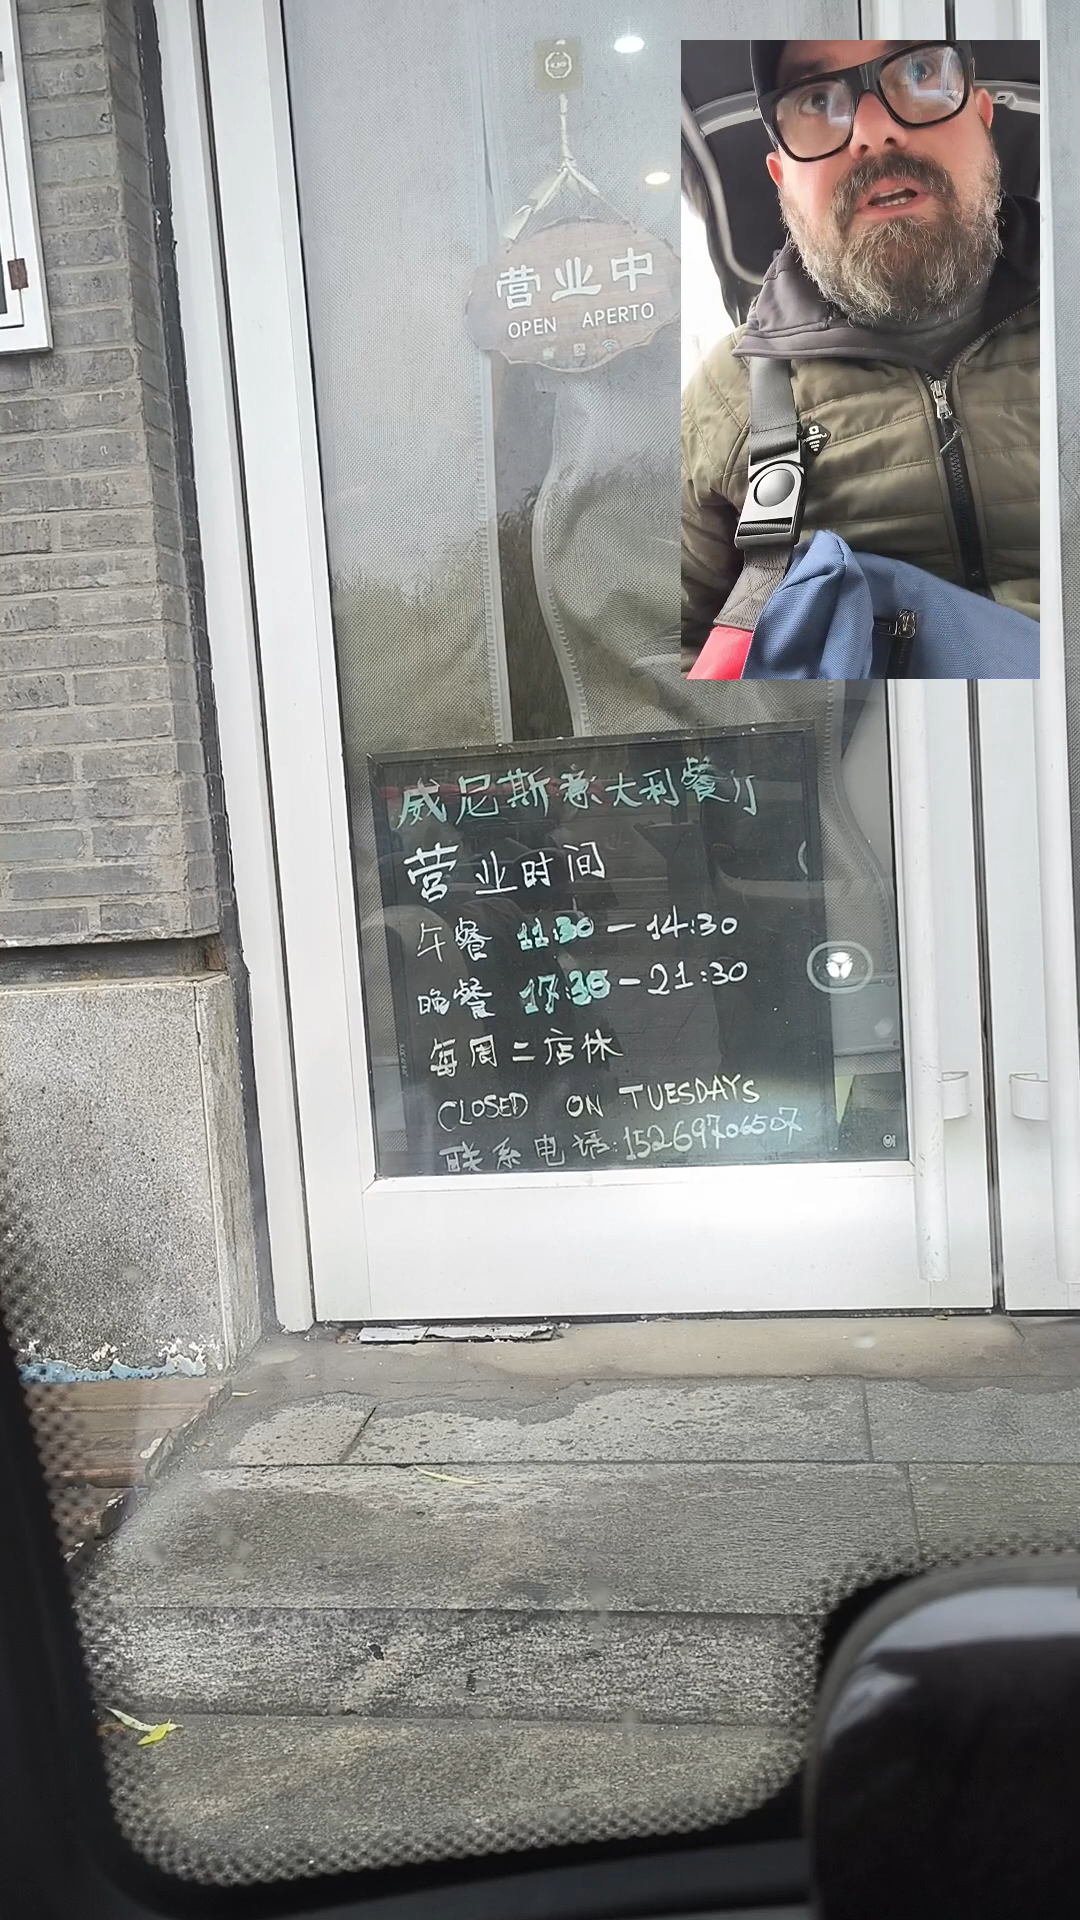 营业中
OPEN APERTO
威尼斯意大利餐厅
营业时间
午餐 11:30－14:30
晚餐 17:30－21:30
每周二店休
CLOSED ON TUESDAYS
联系电话:15269706507